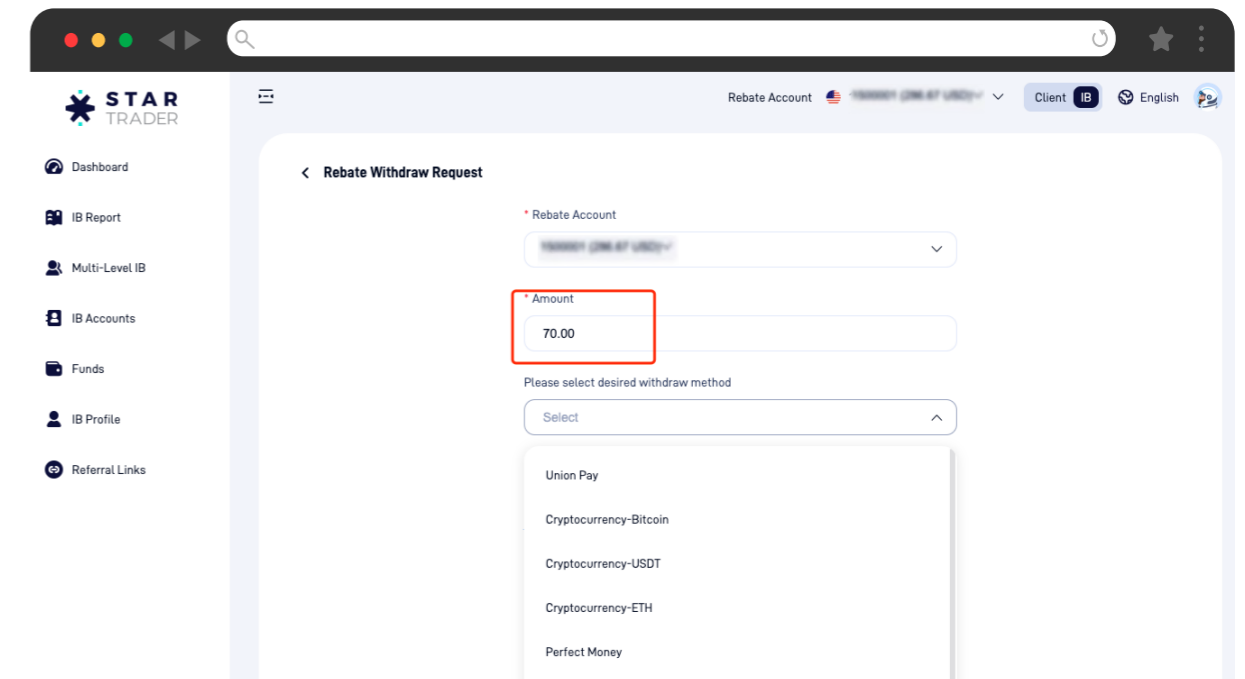 STAR
TRADER
Rebate Account
Client IB
English
Dashboard
IB Report
Multi-Level IB
IB Accounts
Funds
IB Profile
Referral Links
Rebate Withdraw Request
* Rebate Account
* Amount
70.00
Please select desired withdraw method
Select
Union Pay
Cryptocurrency-Bitcoin
Cryptocurrency-USDT
Cryptocurrency-ETH
Perfect Money